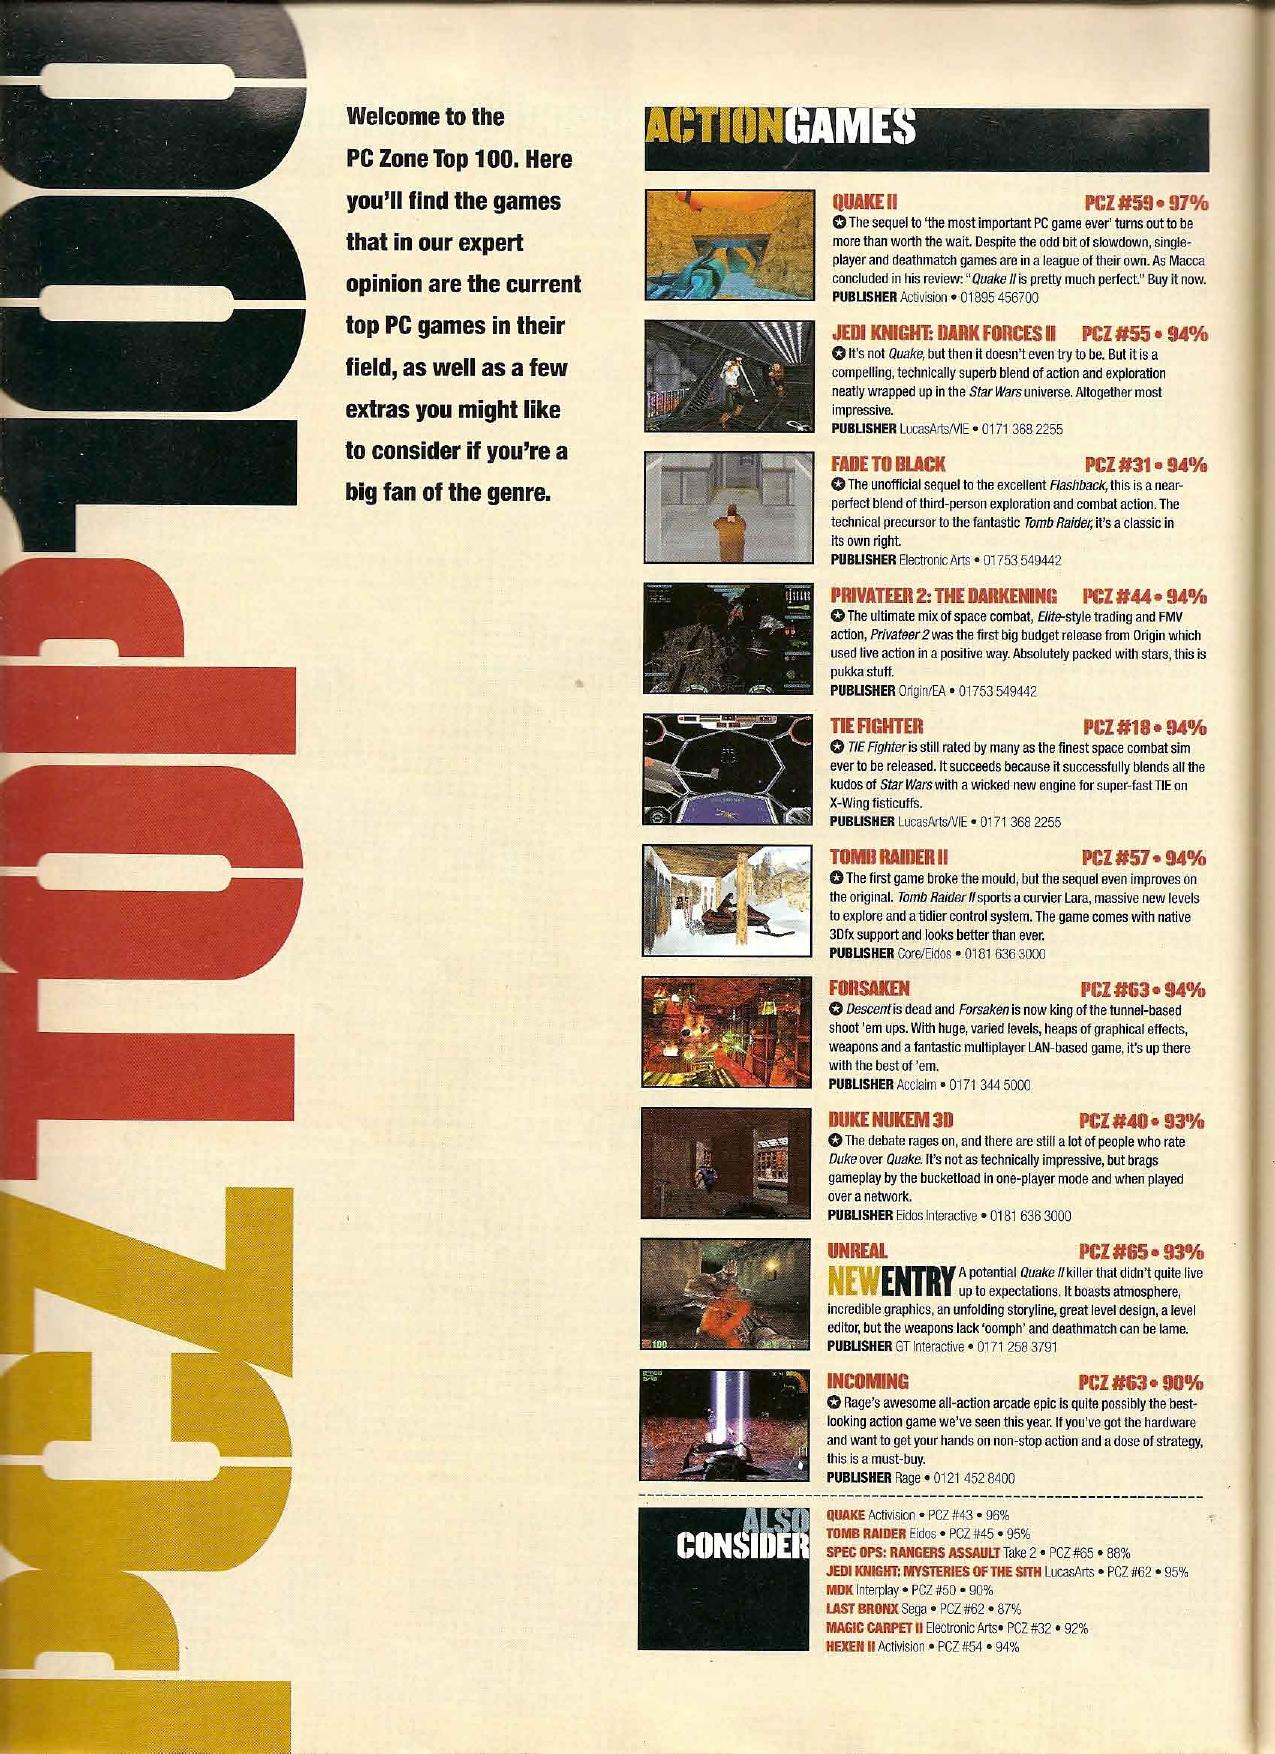 PCZ TOP 100
Welcome to the
PC Zone Top 100. Here
you'll find the games
that in our expert
opinion are the current
top PC games in their
field, as well as a few
extras you might like
to consider if you're a
big fan of the genre.
ACTIONGAMES
QUAKE II PCZ #59 • 97%
The sequel to 'the most important PC game ever' turns out to be
more than worth the wait. Despite the odd bit of slowdown, single-
player and deathmatch games are in a league of their own. As Macca
concluded in his review: "Quake II is pretty much perfect." Buy it now.
PUBLISHER Activision • 01895 456700
JEDI KNIGHT: DARK FORCES II PCZ #55 • 94%
It's not Quake, but then it doesn't even try to be. But it is a
compelling, technically superb blend of action and exploration
neatly wrapped up in the Star Wars universe. Altogether most
impressive.
PUBLISHER LucasArts/VIE • 0171 368 2255
FADE TO BLACK PCZ #31 • 94%
The unofficial sequel to the excellent Flashback, this is a near-
perfect blend of third-person exploration and combat action. The
technical precursor to the fantastic Tomb Raider, it's a classic in
its own right.
PUBLISHER Electronic Arts • 01753 549442
PRIVATEER 2: THE DARKENING PCZ #44 • 94%
The ultimate mix of space combat, Elite-style trading and FMV
action, Privateer 2 was the first big budget release from Origin which
used live action in a positive way. Absolutely packed with stars, this is
pukka stuff.
PUBLISHER Origin/EA • 01753 549442
TIE FIGHTER PCZ #18 • 94%
TIE Fighter is still rated by many as the finest space combat sim
ever to be released. It succeeds because it successfully blends all the
kudos of Star Wars with a wicked new engine for super-fast TIE on
X-Wing fisticuffs.
PUBLISHER LucasArts/VIE • 0171 368 2255
TOMB RAIDER II PCZ #57 • 94%
The first game broke the mould, but the sequel even improves on
the original. Tomb Raider II sports a curvier Lara, massive new levels
to explore and a tidier control system. The game comes with native
3Dfx support and looks better than ever.
PUBLISHER Core/Eidos • 0181 636 3000
FORSAKEN PCZ #63 • 94%
Descent is dead and Forsaken is now king of the tunnel-based
shoot 'em ups. With huge, varied levels, heaps of graphical effects,
weapons and a fantastic multiplayer LAN-based game, it's up there
with the best of 'em.
PUBLISHER Acclaim • 0171 344 5000
DUKE NUKEM 3D PCZ #40 • 93%
The debate rages on, and there are still a lot of people who rate
Duke over Quake. It's not as technically impressive, but brags
gameplay by the bucketload in one-player mode and when played
over a network.
PUBLISHER Eidos Interactive • 0181 636 3000
UNREAL PCZ #65 • 93%
NEWENTRY A potential Quake II killer that didn't quite live
up to expectations. It boasts atmosphere,
incredible graphics, an unfolding storyline, great level design, a level
editor, but the weapons lack 'oomph' and deathmatch can be lame.
PUBLISHER GT Interactive • 0171 258 3791
100
INCOMING PCZ #63 • 90%
Rage's awesome all-action arcade epic is quite possibly the best-
looking action game we've seen this year. If you've got the hardware
and want to get your hands on non-stop action and a dose of strategy,
this is a must-buy.
PUBLISHER Rage • 0121 452 8400
ALSO
CONSIDER
QUAKE Activision • PCZ #43 • 96%
TOMB RAIDER Eidos • PCZ #45 • 95%
SPEC OPS: RANGERS ASSAULT Take 2 • PCZ #65 • 88%
JEDI KNIGHT: MYSTERIES OF THE SITH LucasArts • PCZ #62 • 95%
MDK Interplay • PCZ #50 • 90%
LAST BRONX Sega • PCZ #62 • 87%
MAGIC CARPET II Electronic Arts • PCZ #32 • 92%
HEXEN II Activision • PCZ #54 • 94%